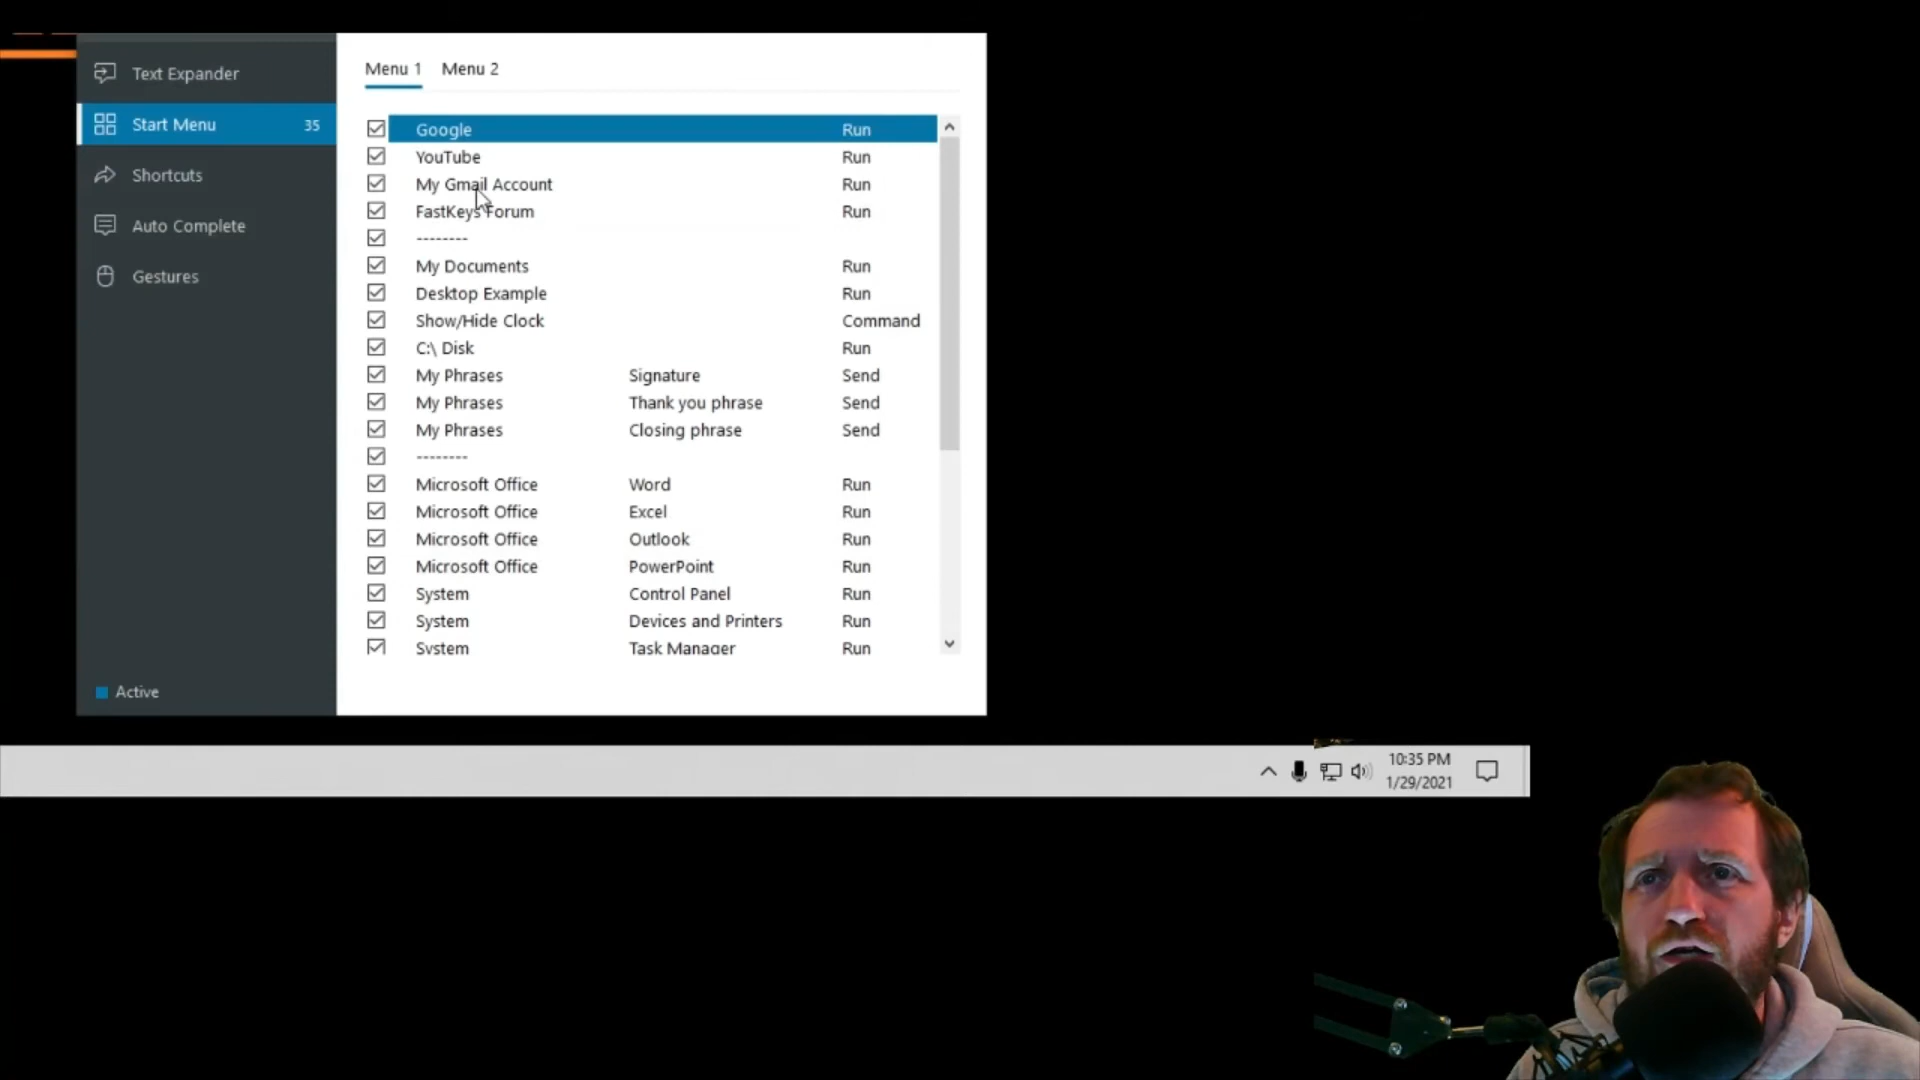 Text Expander
Start Menu 35
Shortcuts
Auto Complete
Gestures
Active
Menu 1 Menu 2
Google Run
YouTube Run
My Gmail Account Run
FastKeys Forum Run
--------
My Documents Run
Desktop Example Run
Show/Hide Clock Command
C:\ Disk Run
My Phrases Signature Send
My Phrases Thank you phrase Send
My Phrases Closing phrase Send
--------
Microsoft Office Word Run
Microsoft Office Excel Run
Microsoft Office Outlook Run
Microsoft Office PowerPoint Run
System Control Panel Run
System Devices and Printers Run
System Task Manager Run
10:35 PM
1/29/2021